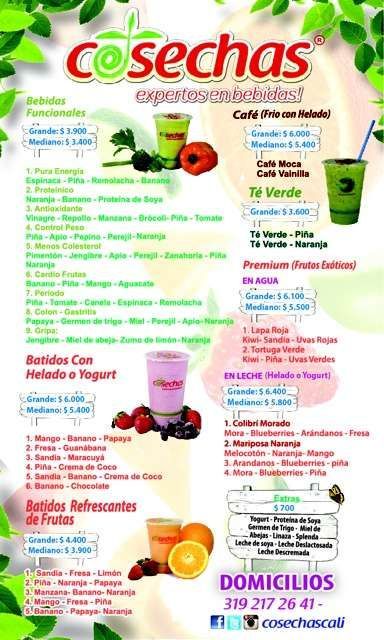 cosechas®
expertos en bebidas!
Bebidas
Funcionales
Grande: $ 3.900
Mediano: $ 3.400
cosechas
1. Pura Energía
Espinaca - Piña - Remolacha - Banano
2. Proteínico
Naranja - Banano - Proteína de Soya
3. Antioxidante
Vinagre - Repollo - Manzana - Brócoli - Piña - Tomate
4. Control Peso
Piña - Apio - Pepino - Perejil - Naranja
5. Menos Colesterol
Pimentón - Jengibre - Apio - Perejil - Zanahoria - Piña
Naranja
6. Cardio Frutas
Banano - Piña - Mango - Aguacate
7. Período
Piña - Tomate - Canela - Espinaca - Remolacha
8. Colon - Gastritis
Papaya - Germen de trigo - Miel - Perejil - Apio- Naranja
9. Gripa:
Jengibre - Miel de abeja- Zumo de limón- Naranja
Batidos Con
Helado o Yogurt
Grande: $ 6.000
Mediano: $ 5.400
cosechas
1. Mango - Banano - Papaya
2. Fresa - Guanábana
3. Sandia - Maracuyá
4. Piña - Crema de Coco
5. Sandia - Banano - Crema de Coco
6. Banano - Chocolate
Batidos Refrescantes
de Frutas
Grande: $ 4.400
Mediano: $ 3.900
cosechas
1. Sandia - Fresa - Limón
2. Piña - Naranja - Papaya
3. Manzana- Banano- Naranja
4. Mango- Fresa - Piña
5. Banano - Papaya- Naranja
Café (Frio con Helado)
Grande: $ 6.000
Mediano: $ 5.400
Café Moca
Café Vainilla
Té Verde
Grande: $ 3.600
Té Verde - Piña
Té Verde - Naranja
Premium (Frutos Exóticos)
EN AGUA
Grande: $ 6.100
Mediano: $ 5.500
1. Lapa Roja
Kiwi- Sandia - Uvas Rojas
2. Tortuga Verde
Kiwi - Piña - Uvas Verdes
EN LECHE (Helado o Yogurt)
Grande: $ 6.400
Mediano: $ 5.800
1. Colibrí Morado
Mora - Blueberries - Arándanos - Fresa
2. Mariposa Naranja
Melocotón - Naranja- Mango
3. Arandanos - Blueberries - piña
4. Mora - Blueberries - Piña
Extras
$ 700
Yogurt - Proteina de Soya
Germen de Trigo - Miel de
Abejas - Linaza - Splenda
Leche de soya - Leche Deslactosada
Leche Descremada
DOMICILIOS
319 217 26 41 -
cosechascali